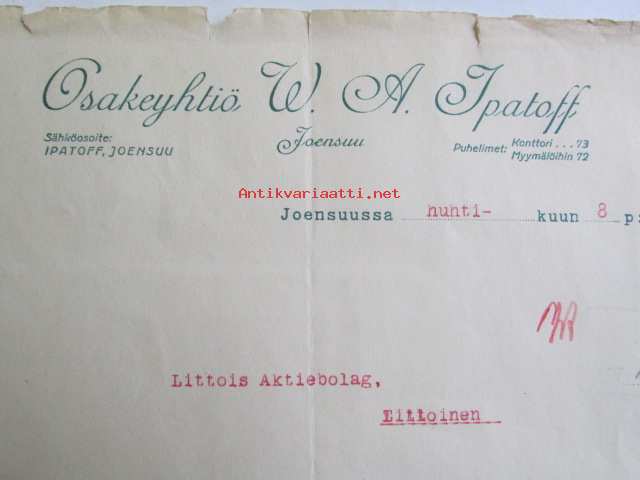 Osakeyhtiö W. A. Ipatoff
Sähköosoite:
IPATOFF, JOENSUU
Joensuu
Puhelimet: Konttori . . . 73
Myymälöihin 72
Antikvariaatti.net
Joensuussa huhti- kuun 8 p:
Littois Aktiebolag,
Littoinen